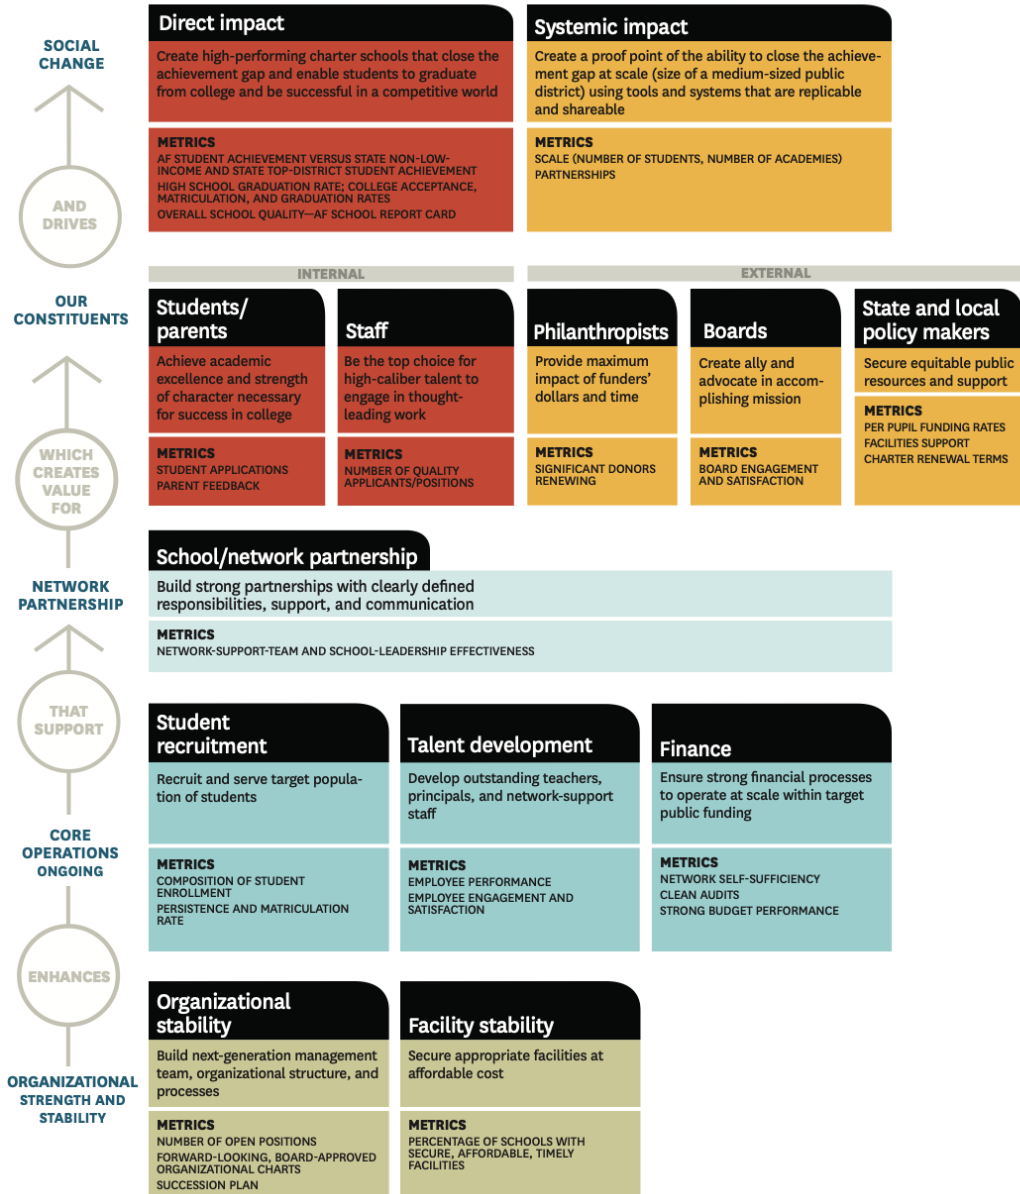 SOCIAL
CHANGE
Direct impact
Create high-performing charter schools that close the
achievement gap and enable students to graduate
from college and be successful in a competitive world
METRICS
AF STUDENT ACHIEVEMENT VERSUS STATE NON-LOW-
INCOME AND STATE TOP-DISTRICT STUDENT ACHIEVEMENT
HIGH SCHOOL GRADUATION RATE; COLLEGE ACCEPTANCE,
MATRICULATION, AND GRADUATION RATES
OVERALL SCHOOL QUALITY—AF SCHOOL REPORT CARD
Systemic impact
Create a proof point of the ability to close the achieve-
ment gap at scale (size of a medium-sized public
district) using tools and systems that are replicable
and shareable
METRICS
SCALE (NUMBER OF STUDENTS, NUMBER OF ACADEMIES)
PARTNERSHIPS
AND
DRIVES
OUR
CONSTITUENTS
INTERNAL
EXTERNAL
Students/
parents
Achieve academic
excellence and strength
of character necessary
for success in college
METRICS
STUDENT APPLICATIONS
PARENT FEEDBACK
Staff
Be the top choice for
high-caliber talent to
engage in thought-
leading work
METRICS
NUMBER OF QUALITY
APPLICANTS/POSITIONS
Philanthropists
Provide maximum
impact of funders’
dollars and time
METRICS
SIGNIFICANT DONORS
RENEWING
Boards
Create ally and
advocate in accom-
plishing mission
METRICS
BOARD ENGAGEMENT
AND SATISFACTION
State and local
policy makers
Secure equitable public
resources and support
METRICS
PER PUPIL FUNDING RATES
FACILITIES SUPPORT
CHARTER RENEWAL TERMS
WHICH
CREATES
VALUE
FOR
NETWORK
PARTNERSHIP
School/network partnership
Build strong partnerships with clearly defined
responsibilities, support, and communication
METRICS
NETWORK-SUPPORT-TEAM AND SCHOOL-LEADERSHIP EFFECTIVENESS
THAT
SUPPORT
CORE
OPERATIONS
ONGOING
Student
recruitment
Recruit and serve target popula-
tion of students
METRICS
COMPOSITION OF STUDENT
ENROLLMENT
PERSISTENCE AND MATRICULATION
RATE
Talent development
Develop outstanding teachers,
principals, and network-support
staff
METRICS
EMPLOYEE PERFORMANCE
EMPLOYEE ENGAGEMENT AND
SATISFACTION
Finance
Ensure strong financial processes
to operate at scale within target
public funding
METRICS
NETWORK SELF-SUFFICIENCY
CLEAN AUDITS
STRONG BUDGET PERFORMANCE
ENHANCES
ORGANIZATIONAL
STRENGTH AND
STABILITY
Organizational
stability
Build next-generation management
team, organizational structure, and
processes
METRICS
NUMBER OF OPEN POSITIONS
FORWARD-LOOKING, BOARD-APPROVED
ORGANIZATIONAL CHARTS
SUCCESSION PLAN
Facility stability
Secure appropriate facilities at
affordable cost
METRICS
PERCENTAGE OF SCHOOLS WITH
SECURE, AFFORDABLE, TIMELY
FACILITIES